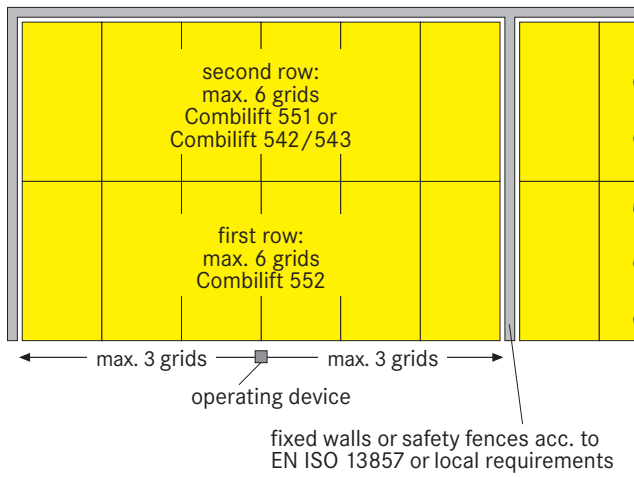 second row:
max. 6 grids
Combilift 551 or
Combilift 542/543
first row:
max. 6 grids
Combilift 552
max. 3 grids
max. 3 grids
operating device
fixed walls or safety fences acc. to
EN ISO 13857 or local requirements